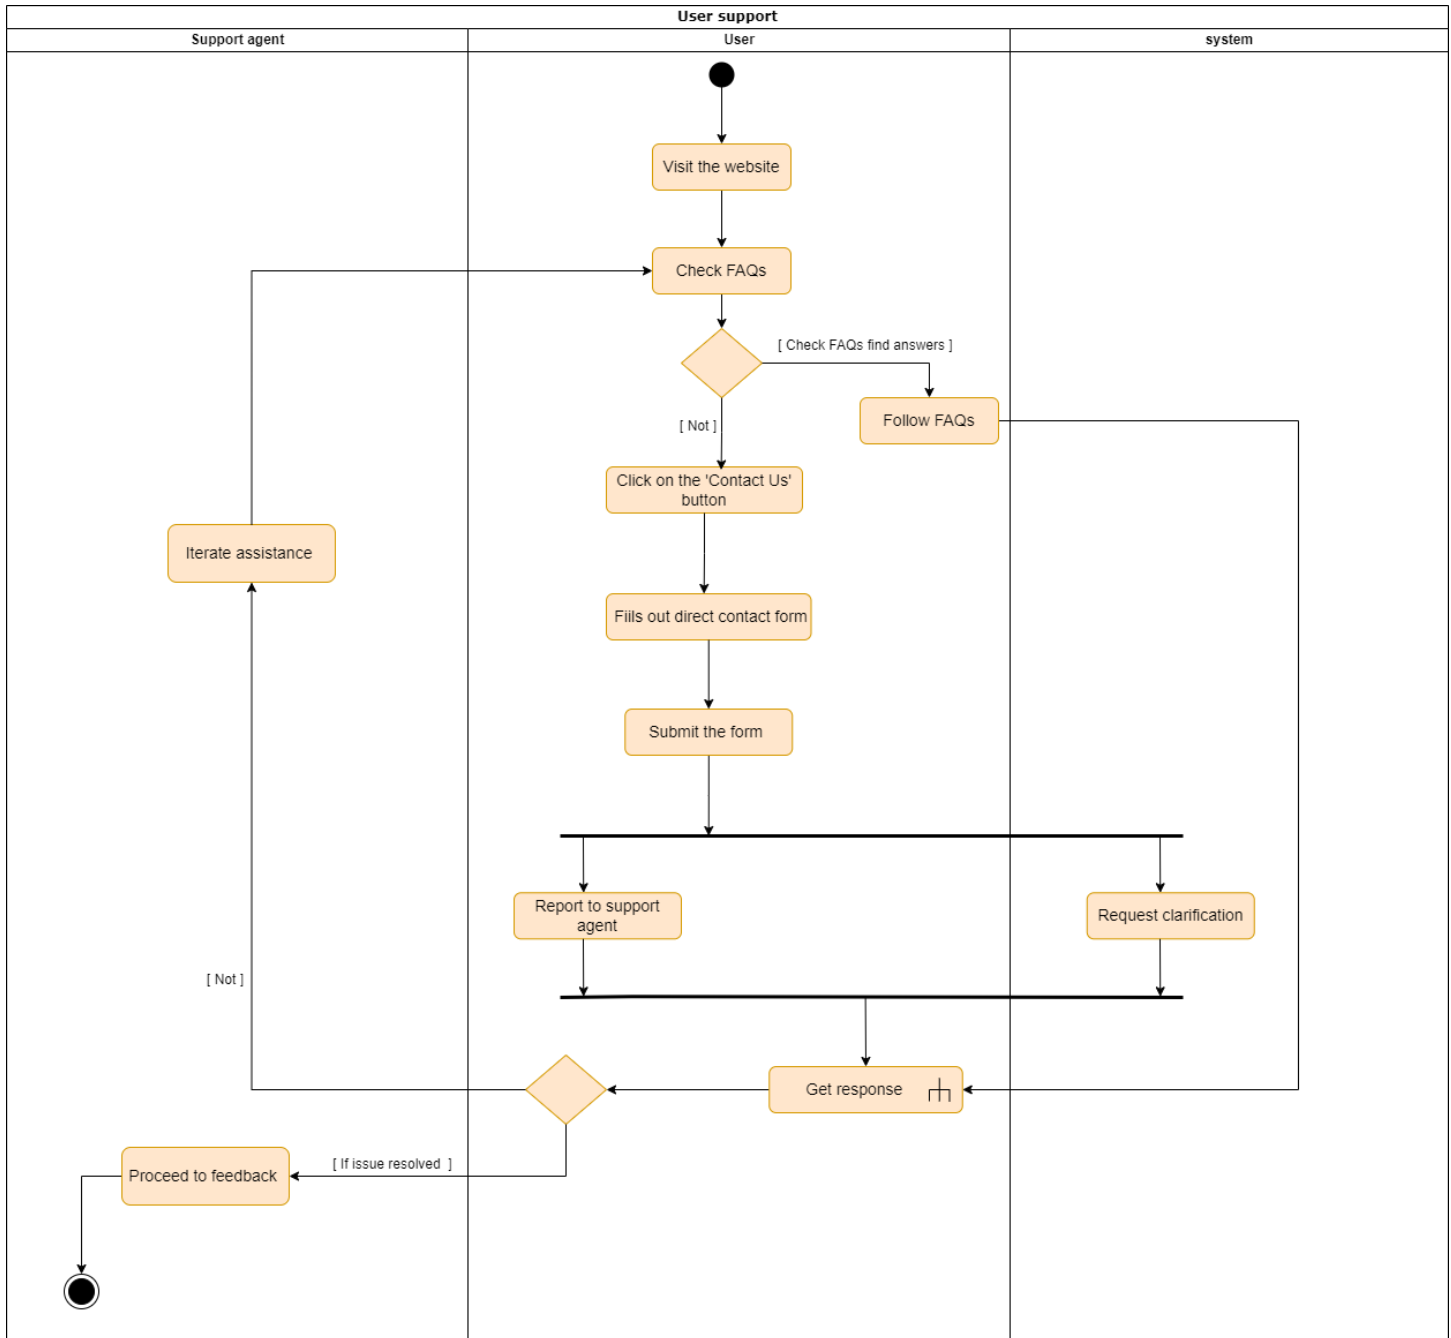 User support
Support agent
User
system
Visit the website
Check FAQs
[ Check FAQs find answers ]
[ Not ]
Follow FAQs
Click on the 'Contact Us'
button
Iterate assistance
Fiils out direct contact form
Submit the form
Report to support
agent
Request clarification
[ Not ]
Get response
[ If issue resolved ]
Proceed to feedback